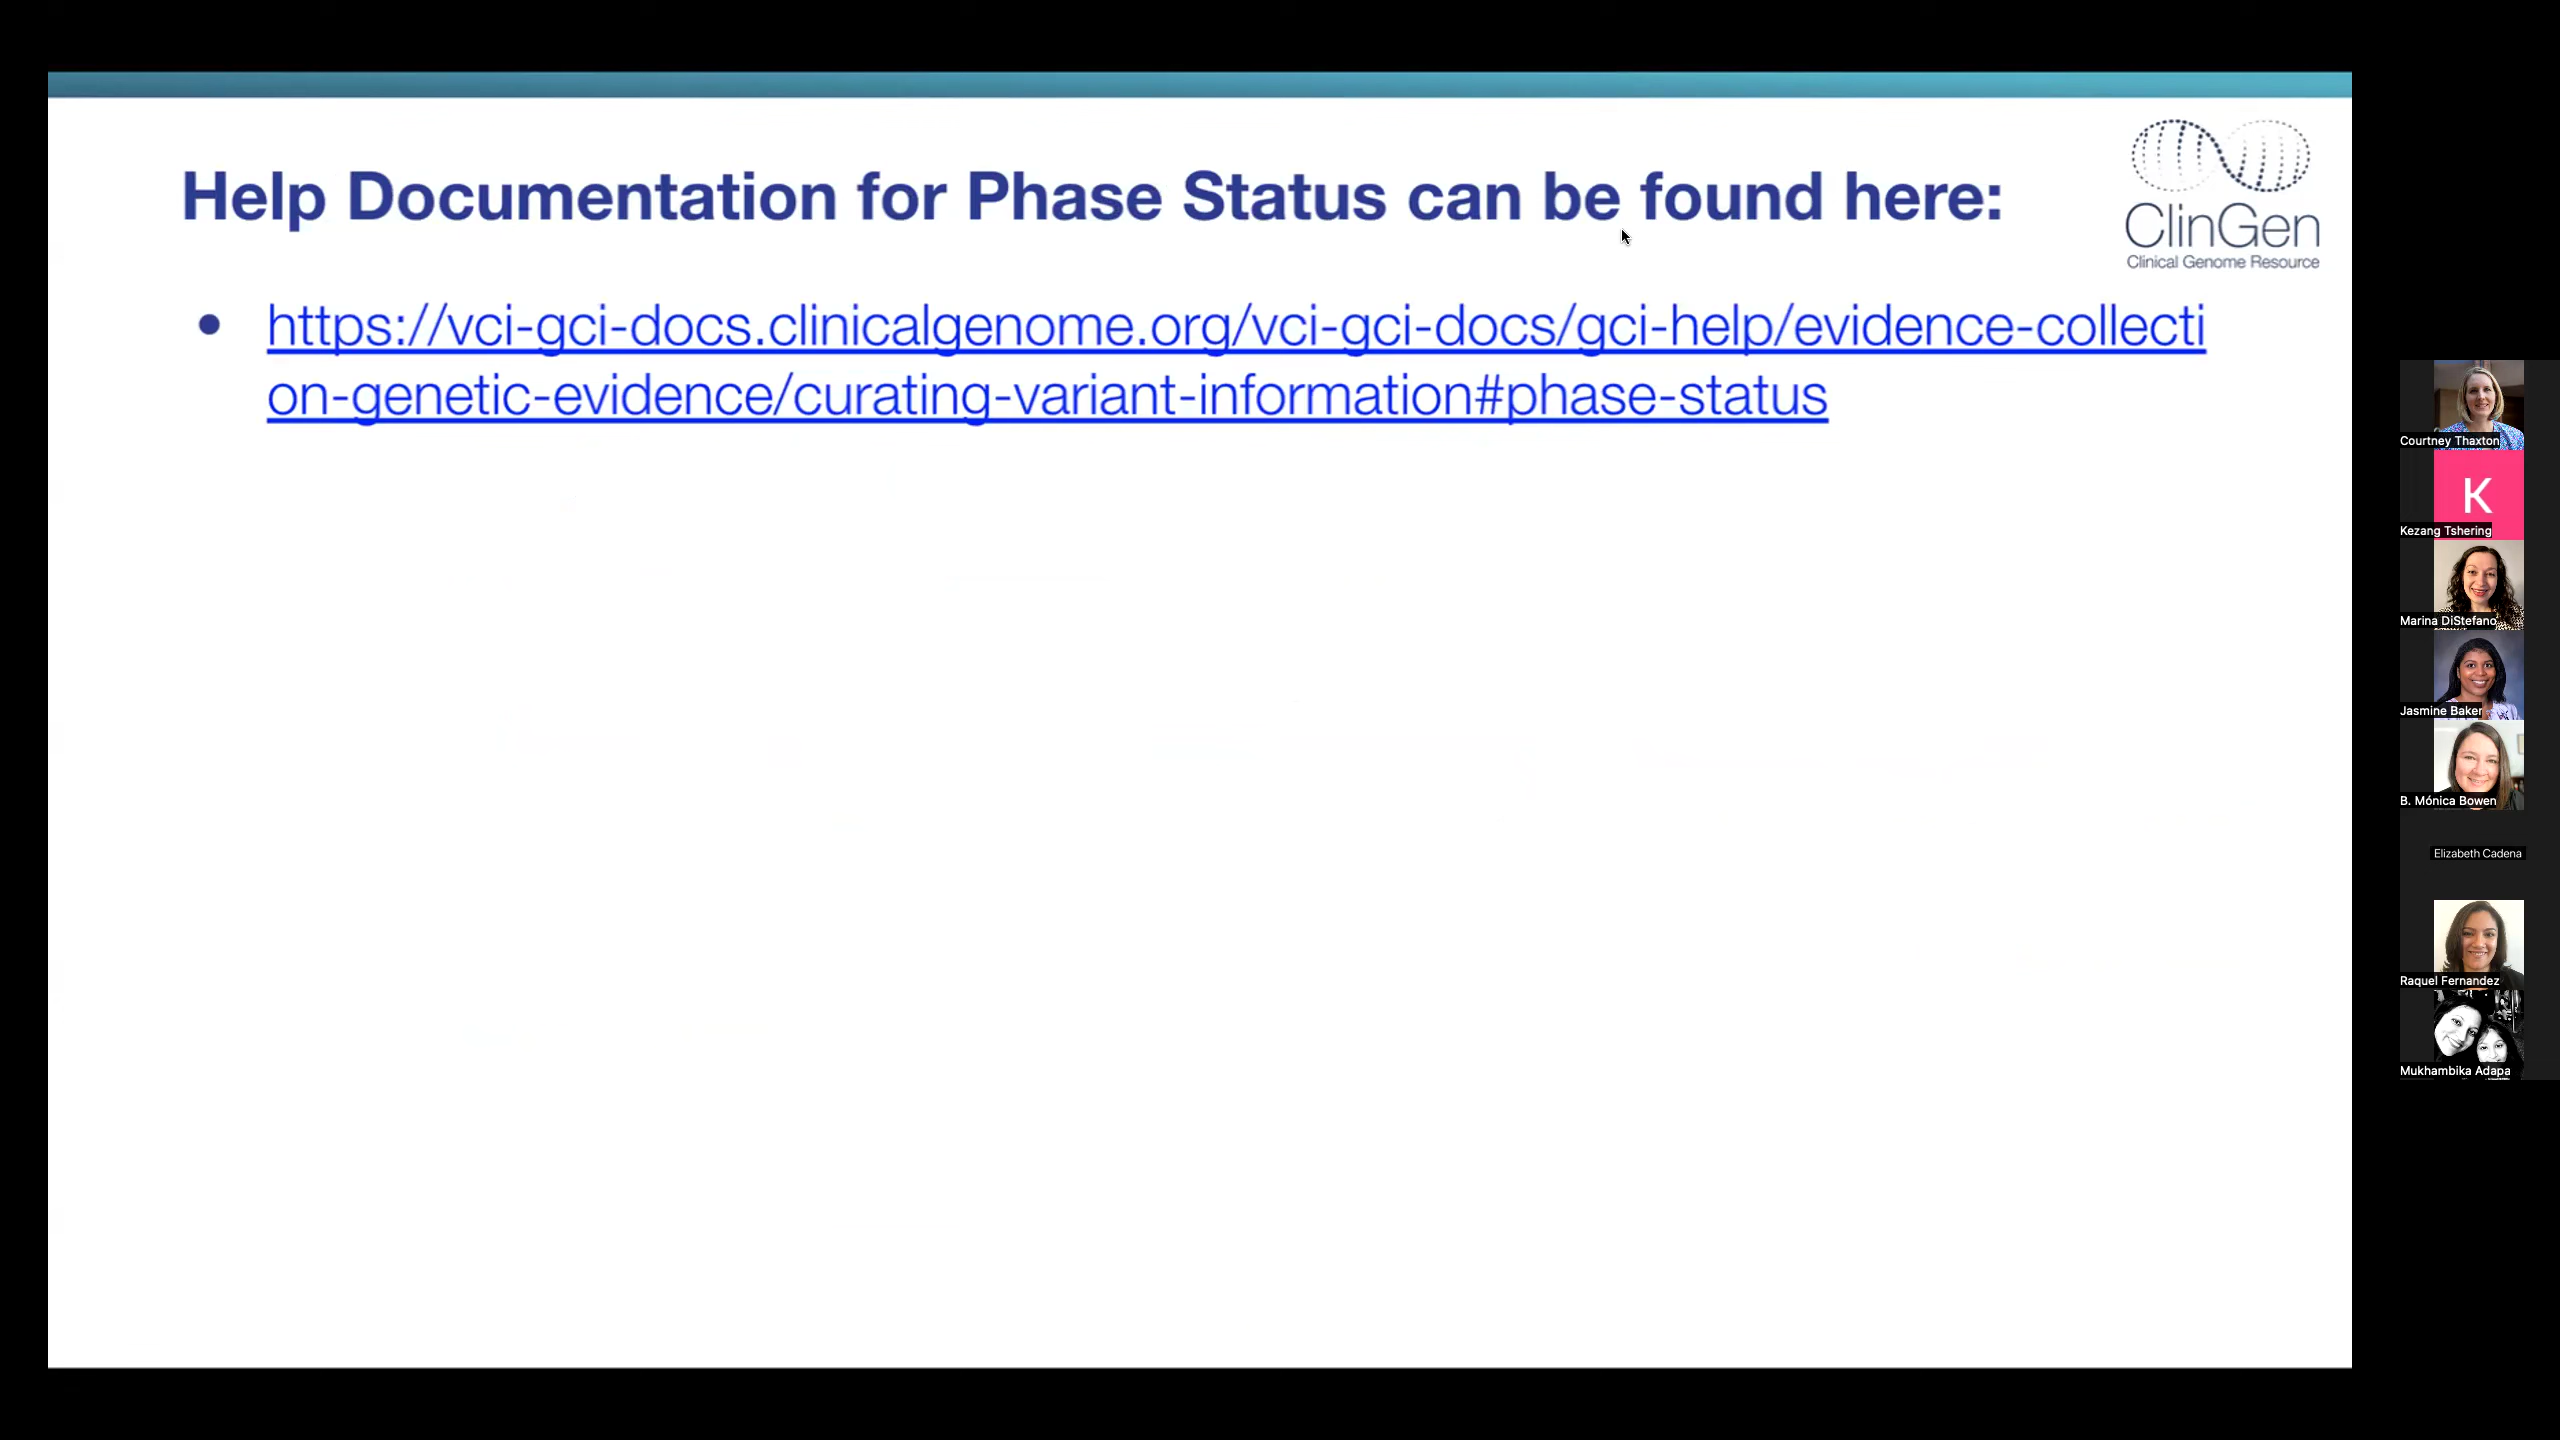 Help Documentation for Phase Status can be found here:
ClinGen
Clinical Genome Resource
• https://vci-gci-docs.clinicalgenome.org/vci-gci-docs/gci-help/evidence-collecti
on-genetic-evidence/curating-variant-information#phase-status
Courtney Thaxton
K
Kezang Tshering
Marina DiStefano
Jasmine Baker
B. Mónica Bowen
Elizabeth Cadena
Raquel Fernandez
Mukhambika Adapa